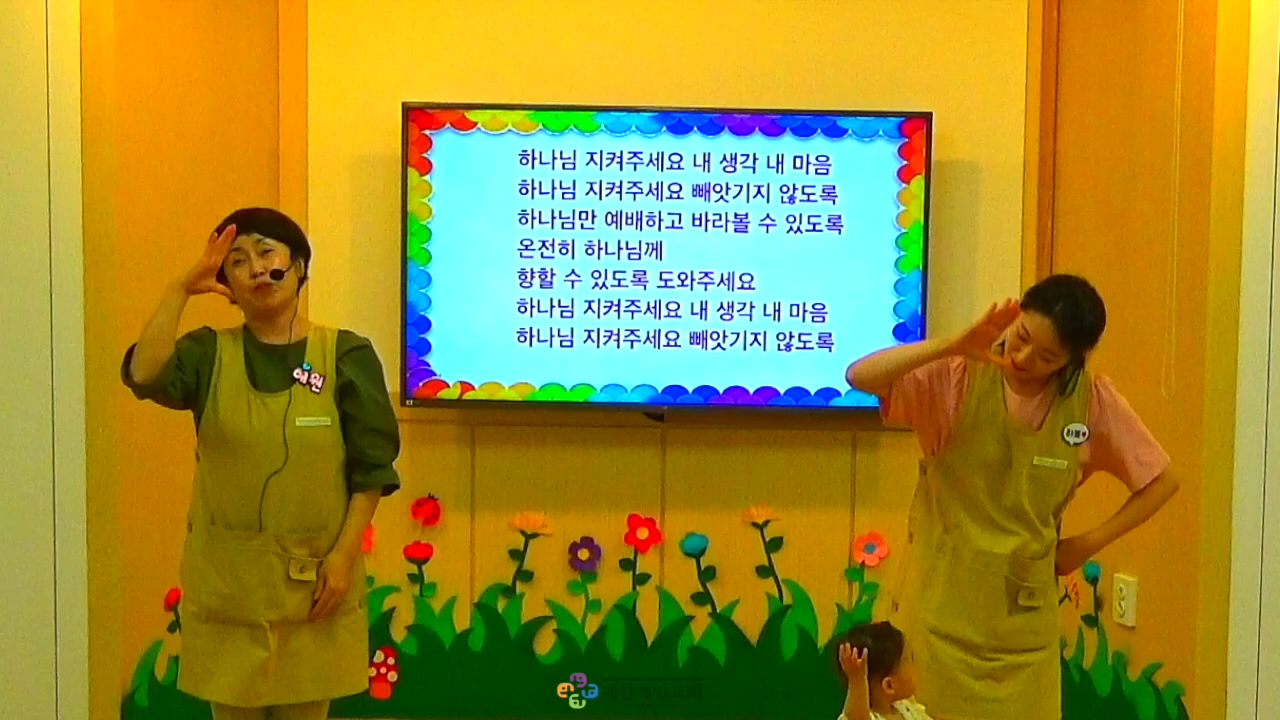 하나님 지켜주세요 내 생각 내 마음
하나님 지켜주세요 빼앗기지 않도록
하나님만 예배하고 바라볼 수 있도록
온전히 하나님께
향할 수 있도록 도와주세요
하나님 지켜주세요 내 생각 내 마음
하나님 지켜주세요 빼앗기지 않도록